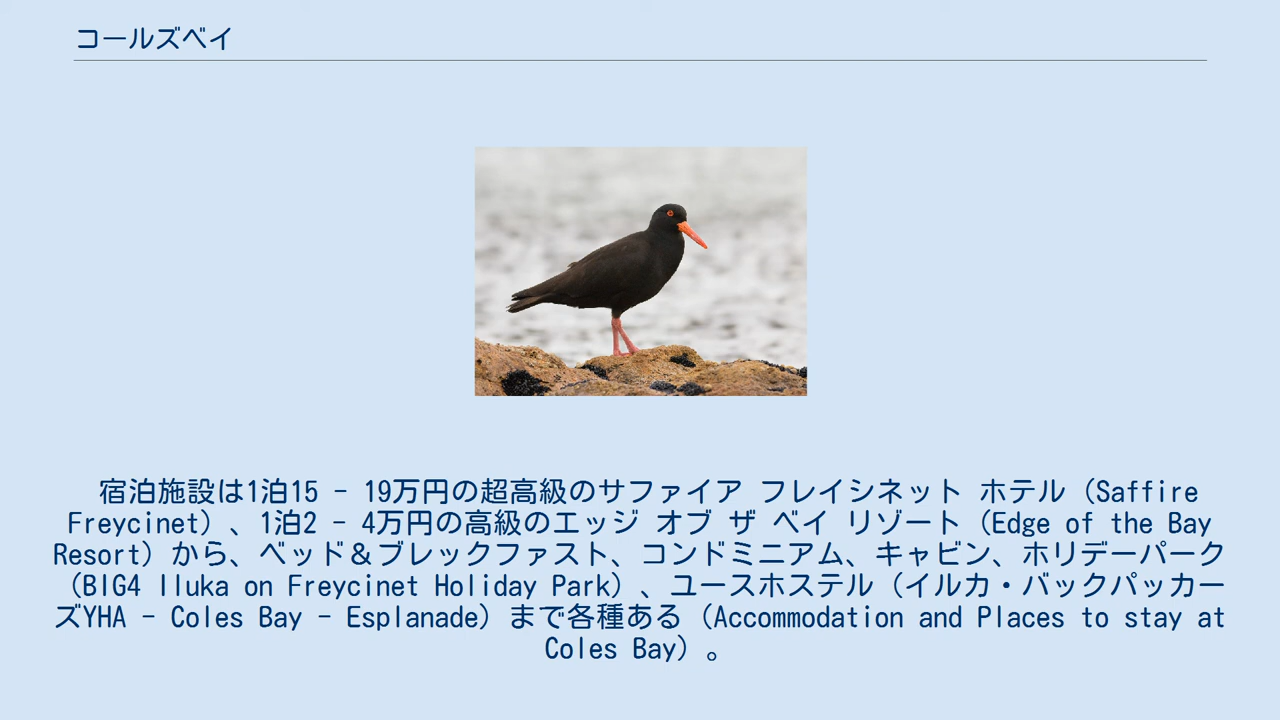 コールズベイ
宿泊施設は1泊15 - 19万円の超高級のサファイア フレイシネット ホテル（Saffire
Freycinet）、1泊2 - 4万円の高級のエッジ オブ ザ ベイ リゾート（Edge of the Bay
Resort）から、ベッド＆ブレックファスト、コンドミニアム、キャビン、ホリデーパーク
（BIG4 Iluka on Freycinet Holiday Park）、ユースホステル（イルカ・バックパッカー
ズYHA - Coles Bay - Esplanade）まで各種ある（Accommodation and Places to stay at
Coles Bay）。